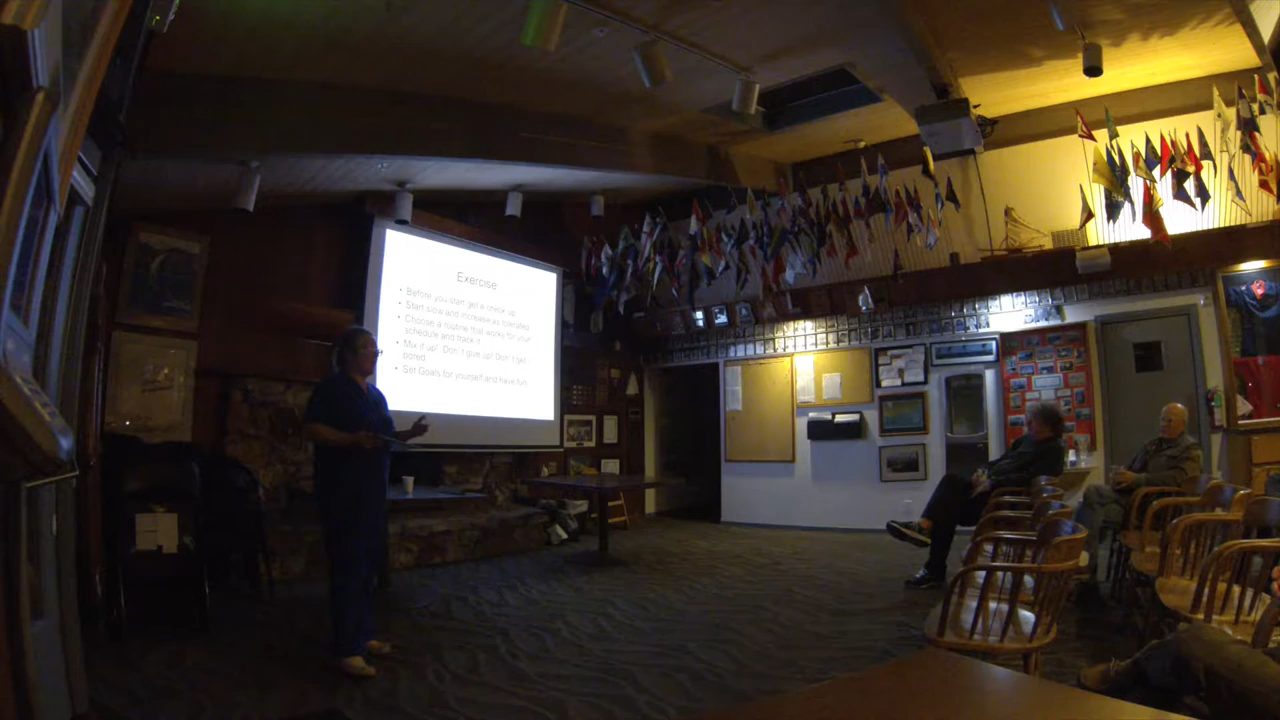 Exercise
• Before you start get a check up
• Start slow and increase as tolerated
• Choose a routine that works for your
schedule and track it
• Mix it up! Don't give up! Don't get
bored
• Set Goals for yourself and have fun